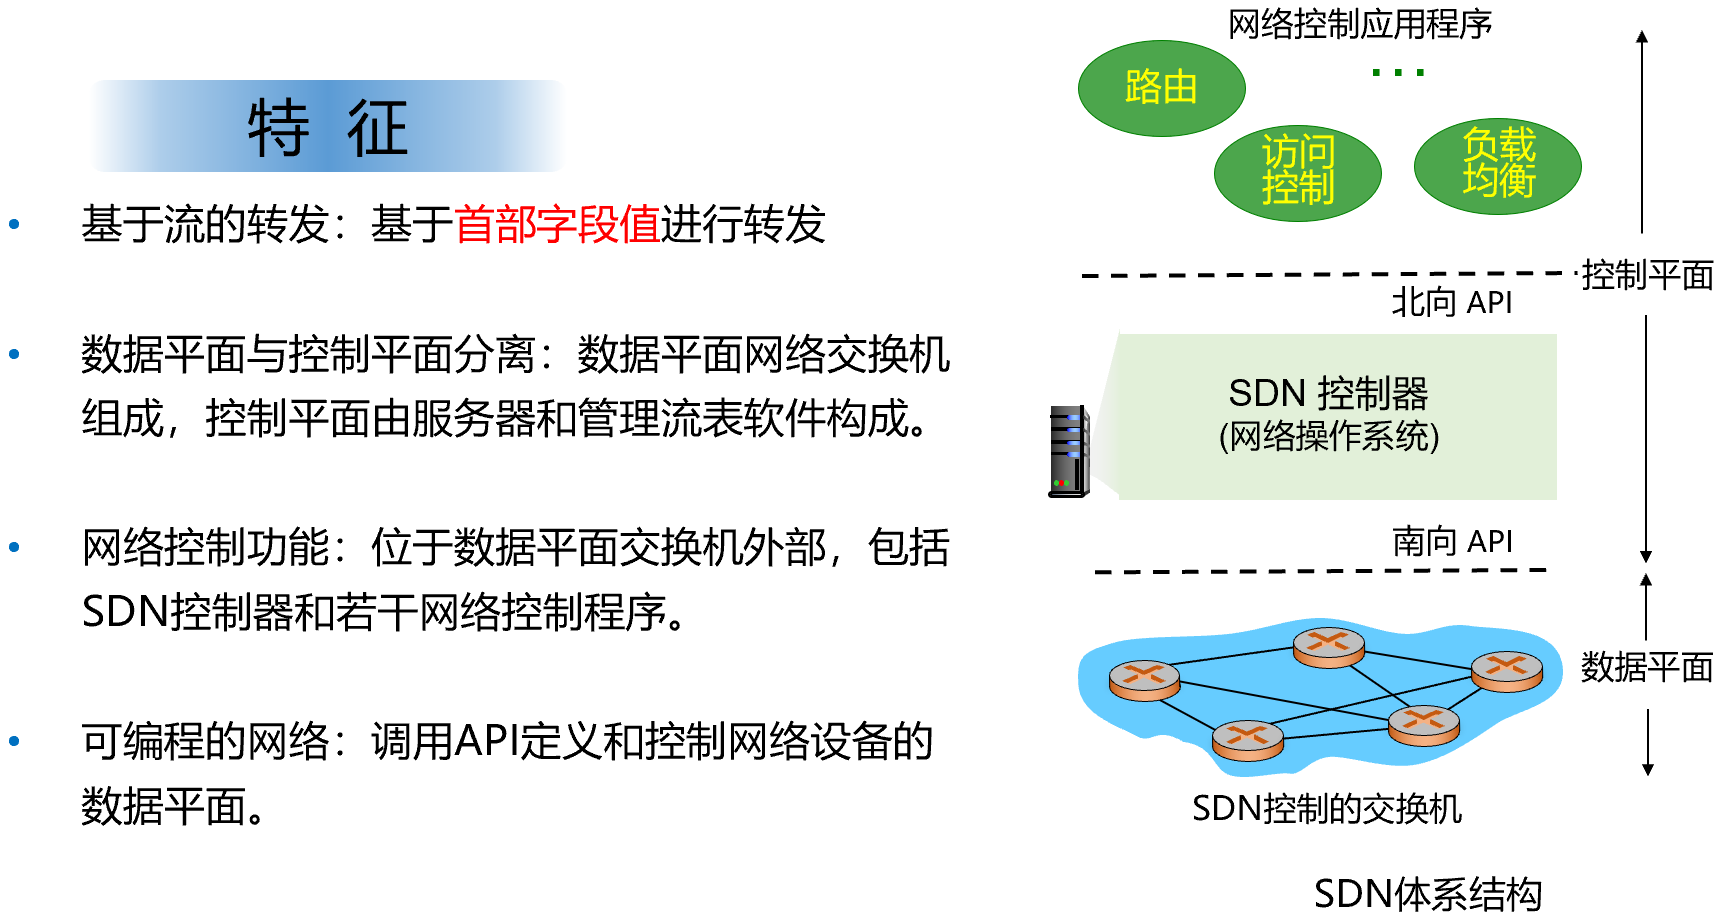 特 征
• 基于流的转发：基于首部字段值进行转发
• 数据平面与控制平面分离：数据平面网络交换机
组成，控制平面由服务器和管理流表软件构成。
• 网络控制功能：位于数据平面交换机外部，包括
SDN控制器和若干网络控制程序。
• 可编程的网络：调用API定义和控制网络设备的
数据平面。
网络控制应用程序
路由
...
访问
控制
负载
均衡
控制平面
北向 API
SDN 控制器
(网络操作系统)
南向 API
数据平面
SDN控制的交换机
SDN体系结构